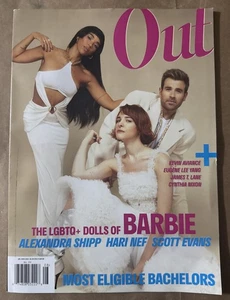 Out
KEVIN AVIANCE
EUGENE LEE YANG
JAMES T. LANE
CYNTHIA NIXON
THE LGBTQ+ DOLLS OF BARBIE
ALEXANDRA SHIPP HARI NEF SCOTT EVANS
MOST ELIGIBLE BACHELORS